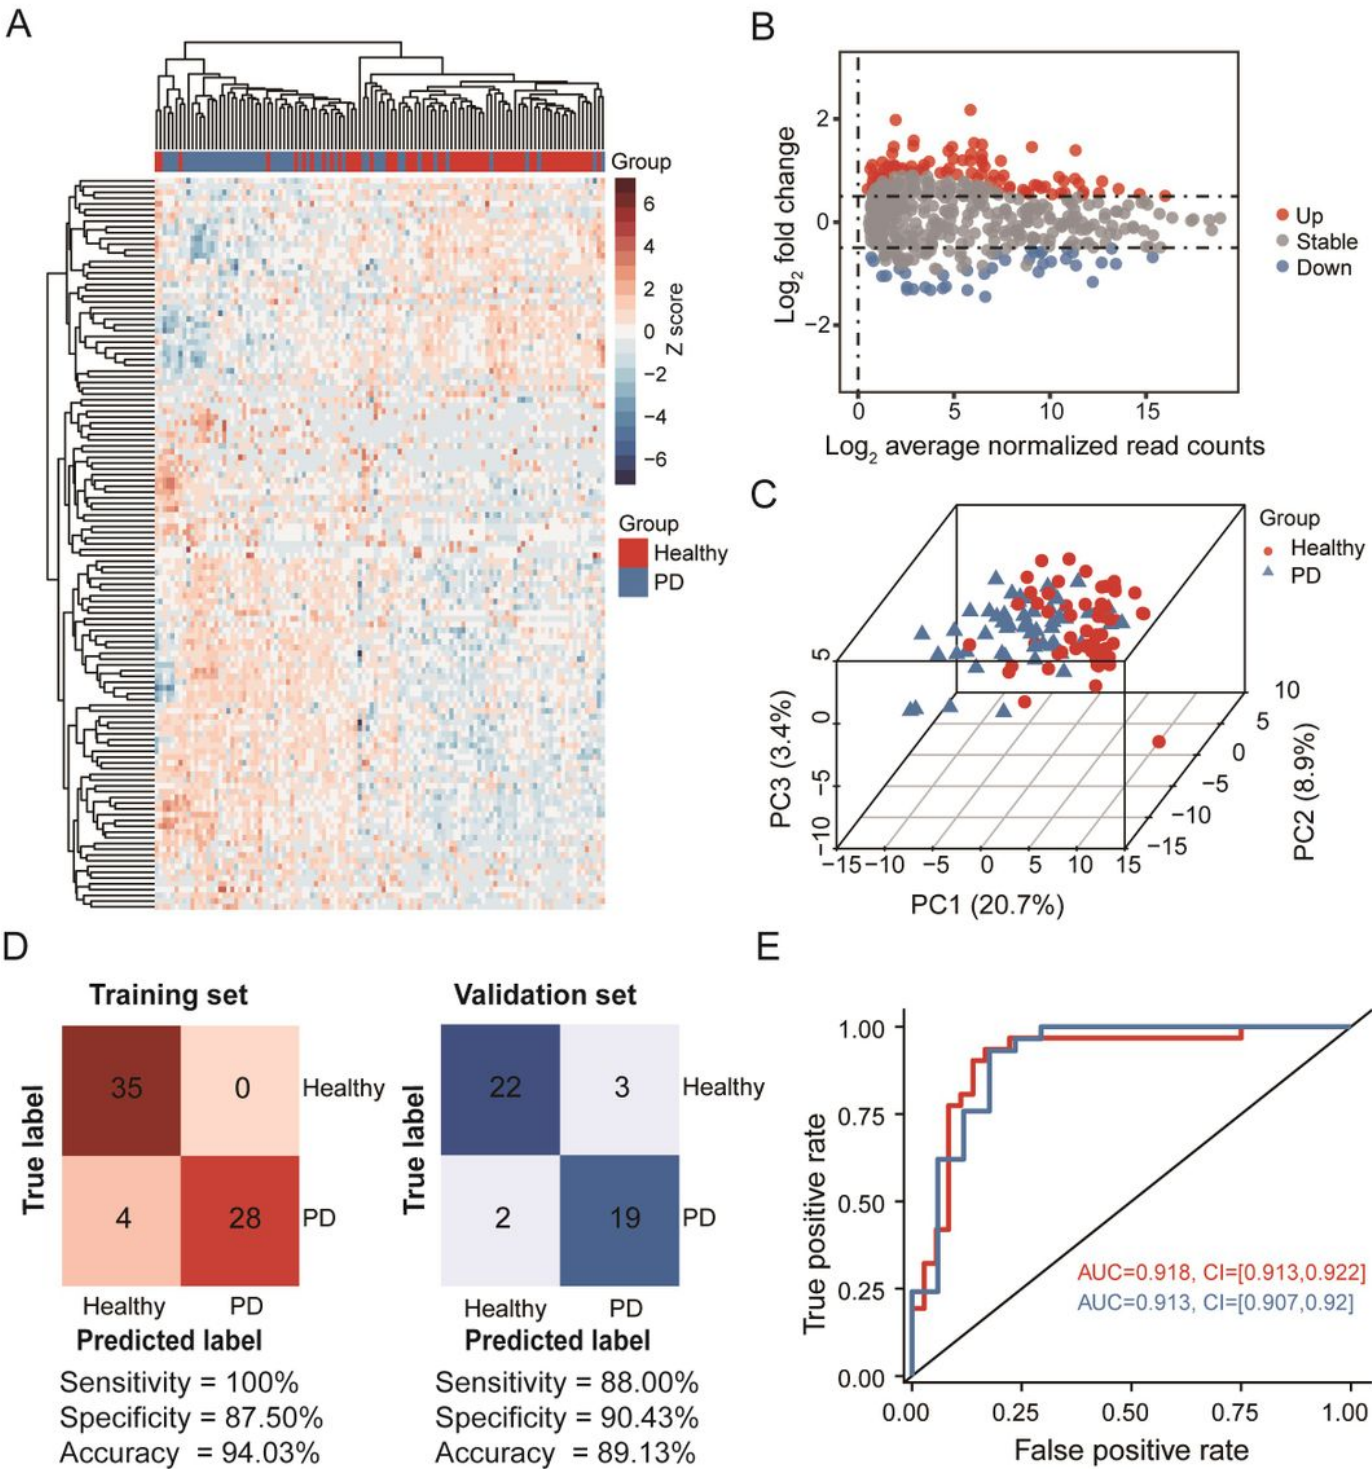 A
Group
6
4
2
0
−2
−4
−6
Z score
Group
Healthy
PD
B
Log2 fold change
2
0
−2
0
5
10
15
Log2 average normalized read counts
Up
Stable
Down
C
Group
Healthy
PD
PC3 (33.4%)
5
0
−5
−10
−15
−10
−5
0
5
10
15
PC1 (20.7%)
10
5
0
−5
−10
−15
PC2 (8.9%)
D
Training set
True label
35
0
Healthy
4
28
PD
Healthy
PD
Predicted label
Sensitivity = 100%
Specificity = 87.50%
Accuracy = 94.03%
Validation set
True label
22
3
Healthy
2
19
PD
Healthy
PD
Predicted label
Sensitivity = 88.00%
Specificity = 90.43%
Accuracy = 89.13%
E
True positive rate
1.00
0.75
0.50
0.25
0.00
AUC=0.918, CI=[0.913,0.922]
AUC=0.913, CI=[0.907,0.92]
0.00
0.25
0.50
0.75
1.00
False positive rate